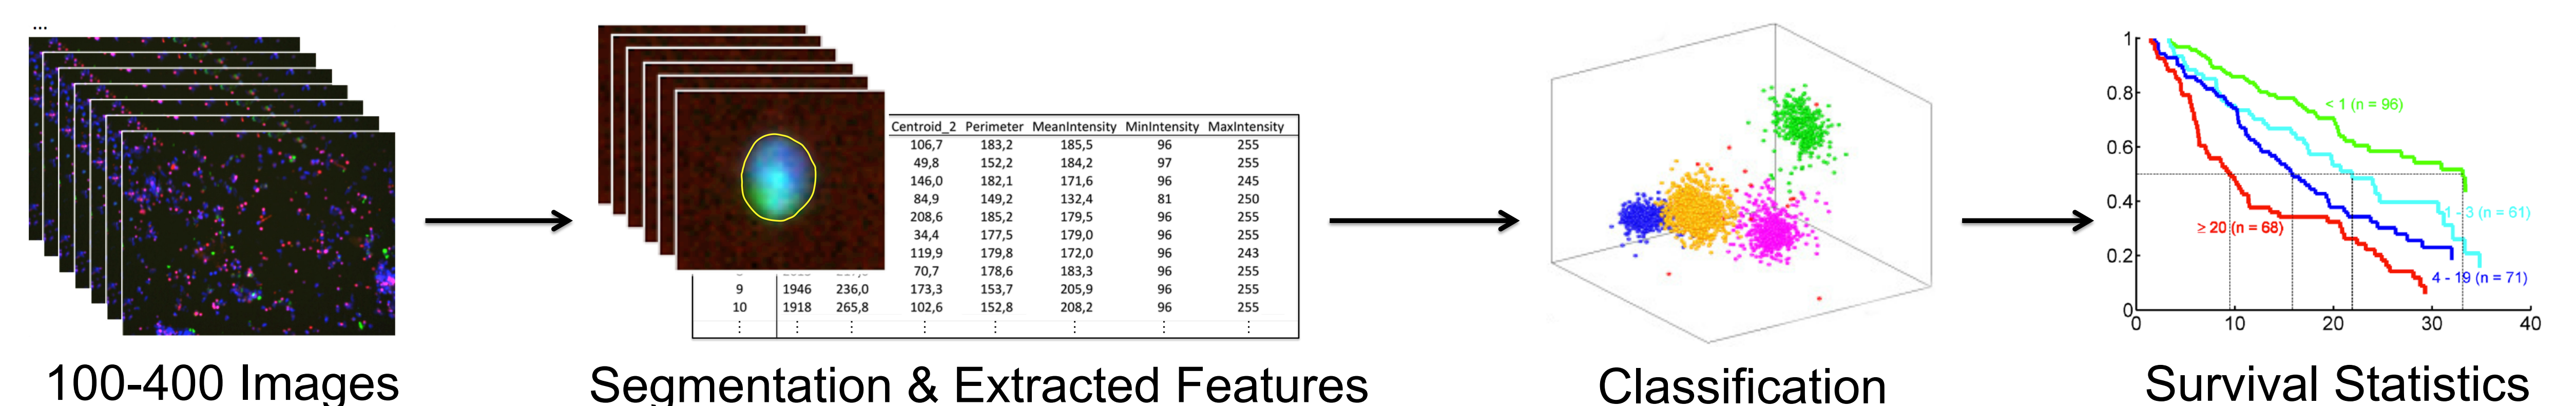 ...
Centroid_2 Perimeter MeanIntensity MinIntensity MaxIntensity
106,7 183,2 185,5 96 255
49,8 152,2 184,2 97 255
146,0 182,1 171,6 96 245
84,9 149,2 132,4 81 250
208,6 185,2 179,5 96 255
34,4 177,5 179,0 96 255
119,9 179,8 172,0 96 243
70,7 178,6 183,3 96 255
9 1946 236,0 173,3 153,7 205,9 96 255
10 1918 265,8 102,6 152,8 208,2 96 255
⋮ ⋮ ⋮ ⋮ ⋮ ⋮ ⋮ ⋮
1
0.8
0.6
0.4
0.2
0
0 10 20 30 40
< 1 (n = 96)
1 - 3 (n = 61)
≥ 20 (n = 68)
4 - 19 (n = 71)
100-400 Images
Segmentation & Extracted Features
Classification
Survival Statistics